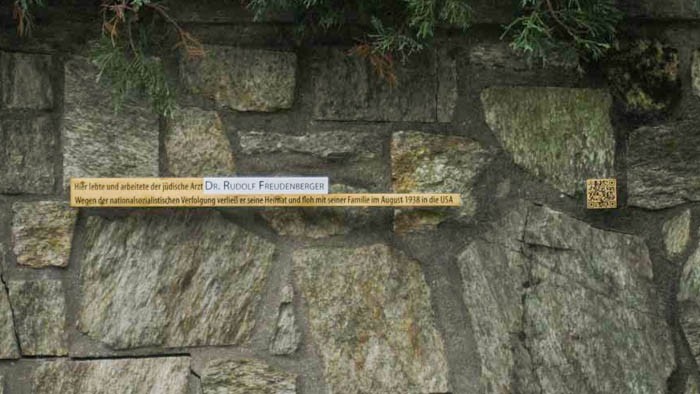 Hier lebte und arbeitete der jüdische Arzt DR. RUDOLF FREUDENBERGER
Wegen der nationalsozialistischen Verfolgung verließ er seine Heimat und floh mit seiner Familie im August 1938 in die USA